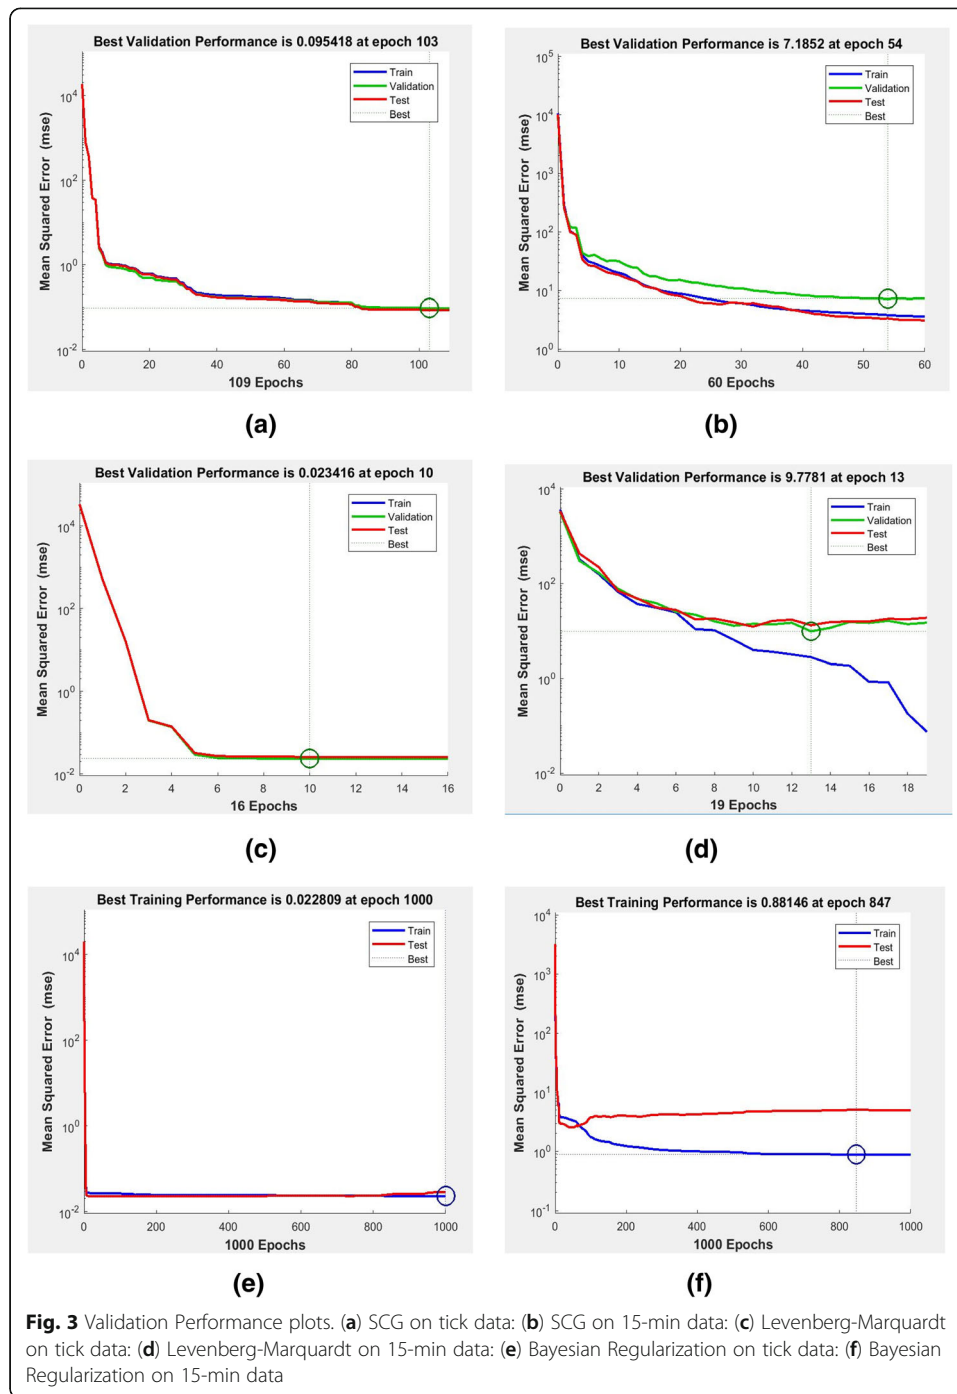 Best Validation Performance is 0.095418 at epoch 103
Mean Squared Error (mse)
10^4
10^2
10^0
10^-2
Train
Validation
Test
Best
0 20 40 60 80 100
109 Epochs
(a)
Best Validation Performance is 7.1852 at epoch 54
Mean Squared Error (mse)
10^5
10^4
10^3
10^2
10^1
10^0
Train
Validation
Test
Best
0 10 20 30 40 50 60
60 Epochs
(b)
Best Validation Performance is 0.023416 at epoch 10
Mean Squared Error (mse)
10^4
10^2
10^0
10^-2
Train
Validation
Test
Best
0 2 4 6 8 10 12 14 16
16 Epochs
(c)
Best Validation Performance is 9.7781 at epoch 13
Mean Squared Error (mse)
10^4
10^2
10^0
10^-2
Train
Validation
Test
Best
0 2 4 6 8 10 12 14 16 18
19 Epochs
(d)
Best Training Performance is 0.022809 at epoch 1000
Mean Squared Error (mse)
10^4
10^2
10^0
10^-2
Train
Test
Best
0 200 400 600 800 1000
1000 Epochs
(e)
Best Training Performance is 0.88146 at epoch 847
Mean Squared Error (mse)
10^4
10^3
10^2
10^1
10^0
10^-1
Train
Test
Best
0 200 400 600 800 1000
1000 Epochs
(f)
Fig. 3 Validation Performance plots. (a) SCG on tick data: (b) SCG on 15-min data: (c) Levenberg-Marquardt
on tick data: (d) Levenberg-Marquardt on 15-min data: (e) Bayesian Regularization on tick data: (f) Bayesian
Regularization on 15-min data